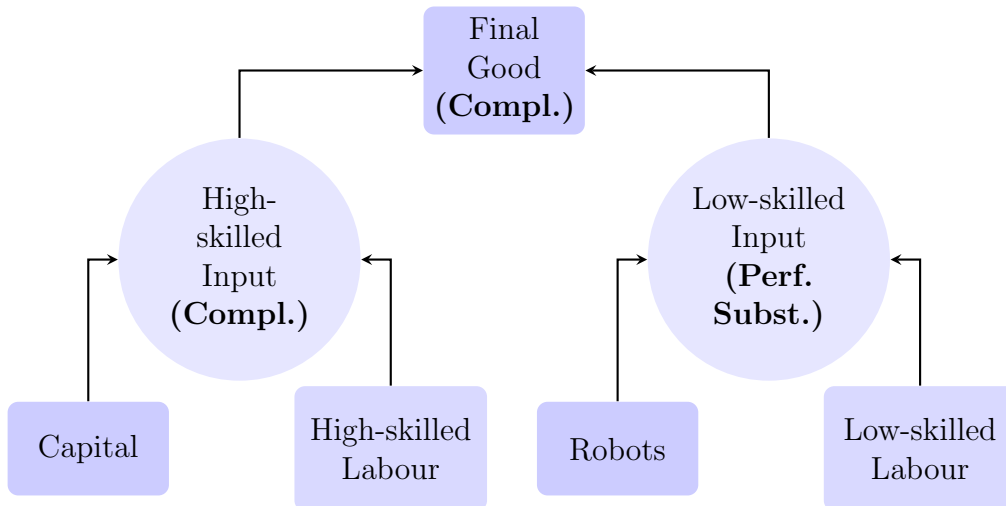 Final
Good
(Compl.)
High-
skilled
Input
(Compl.)
Low-skilled
Input
(Perf.
Subst.)
Capital
High-skilled
Labour
Robots
Low-skilled
Labour